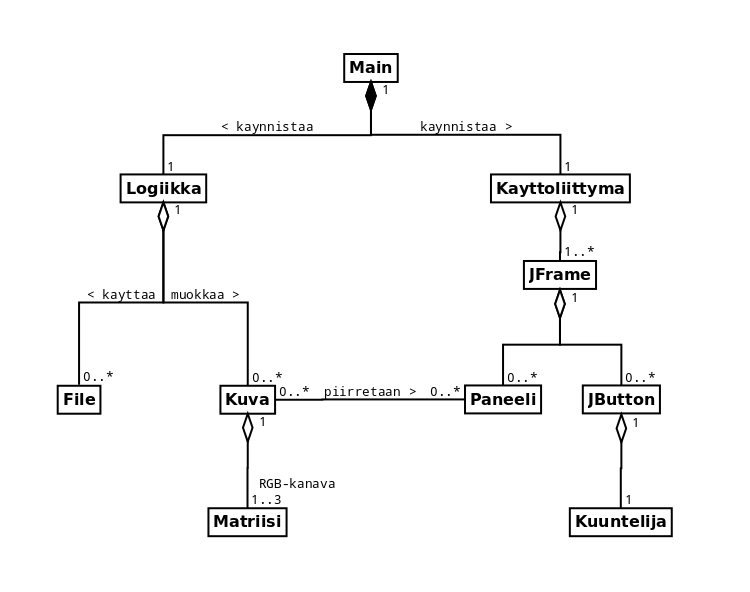 Main
1
< kaynnistaa
kaynnistaa >
1
1
Logiikka
Kayttoliittyma
1
1
1..*
JFrame
1
< kayttaa
muokkaa >
0..*
0..*
0..*
0..*
File
Kuva
0..*
piirretaan >
0..*
Paneeli
JButton
1
1
RGB-kanava
1..3
1
Matriisi
Kuuntelija